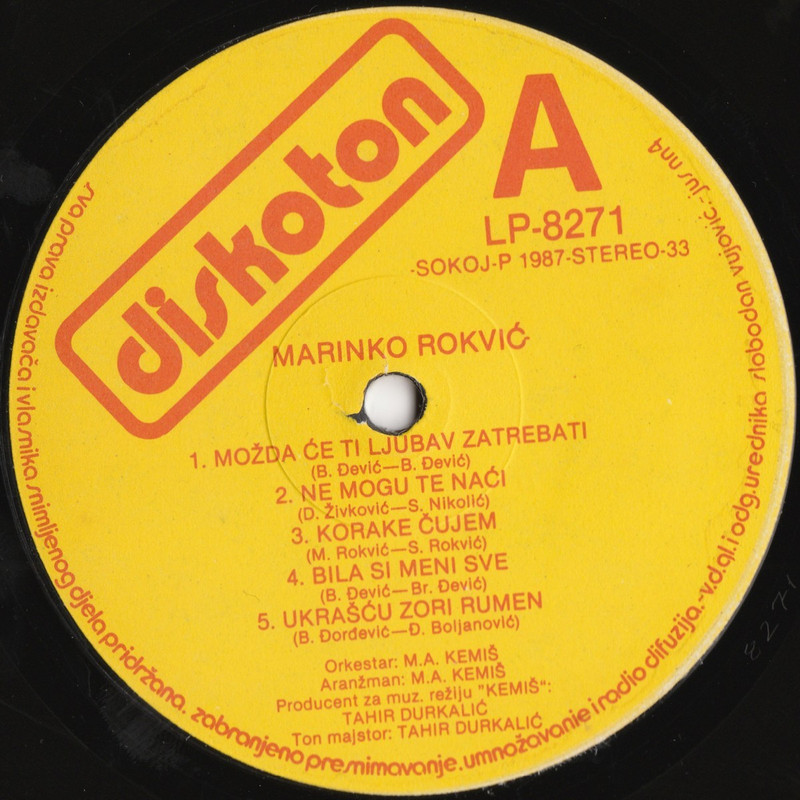 diskoton
A
LP-8271
-SOKOJ-P 1987-STEREO-33
MARINKO ROKVIĆ
1. MOŽDA ĆE TI LJUBAV ZATREBATI
(B. Đević—B. Đević)
2. NE MOGU TE NAĆI
(D. Živković—S. Nikolić)
3. KORAKE ČUJEM
(M. Rokvić—S. Rokvić)
4. BILA SI MENI SVE
(B. Đević—Br. Đević)
5. UKRAŠĆU ZORI RUMEN
(B. Đorđević—Đ. Boljanović)
Orkestar: M.A. KEMIŠ
Aranžman: M.A. KEMIŠ
Producent za muz. režiju "KEMIŠ":
TAHIR DURKALIĆ
Ton majstor: TAHIR DURKALIĆ
sva prava izdavača i vlasnika snimljenog djela pridržana. zabranjeno presnimavanje. umnožavanje i radio difuzija.-v.d.gl. i odg. urednika slobodan vujović- jus nn4
8271